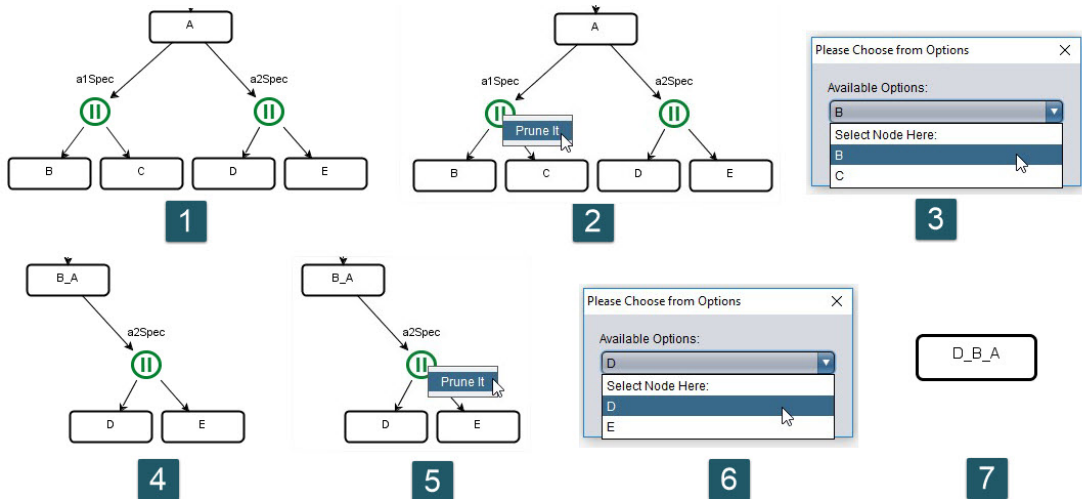 A
a1Spec
a2Spec
B
C
D
E
1
A
a1Spec
a2Spec
Prune It
B
C
D
E
2
Please Choose from Options
Available Options:
B
Select Node Here:
B
C
3
B_A
a2Spec
D
E
4
B_A
a2Spec
Prune It
D
E
5
Please Choose from Options
Available Options:
D
Select Node Here:
D
E
6
D_B_A
7